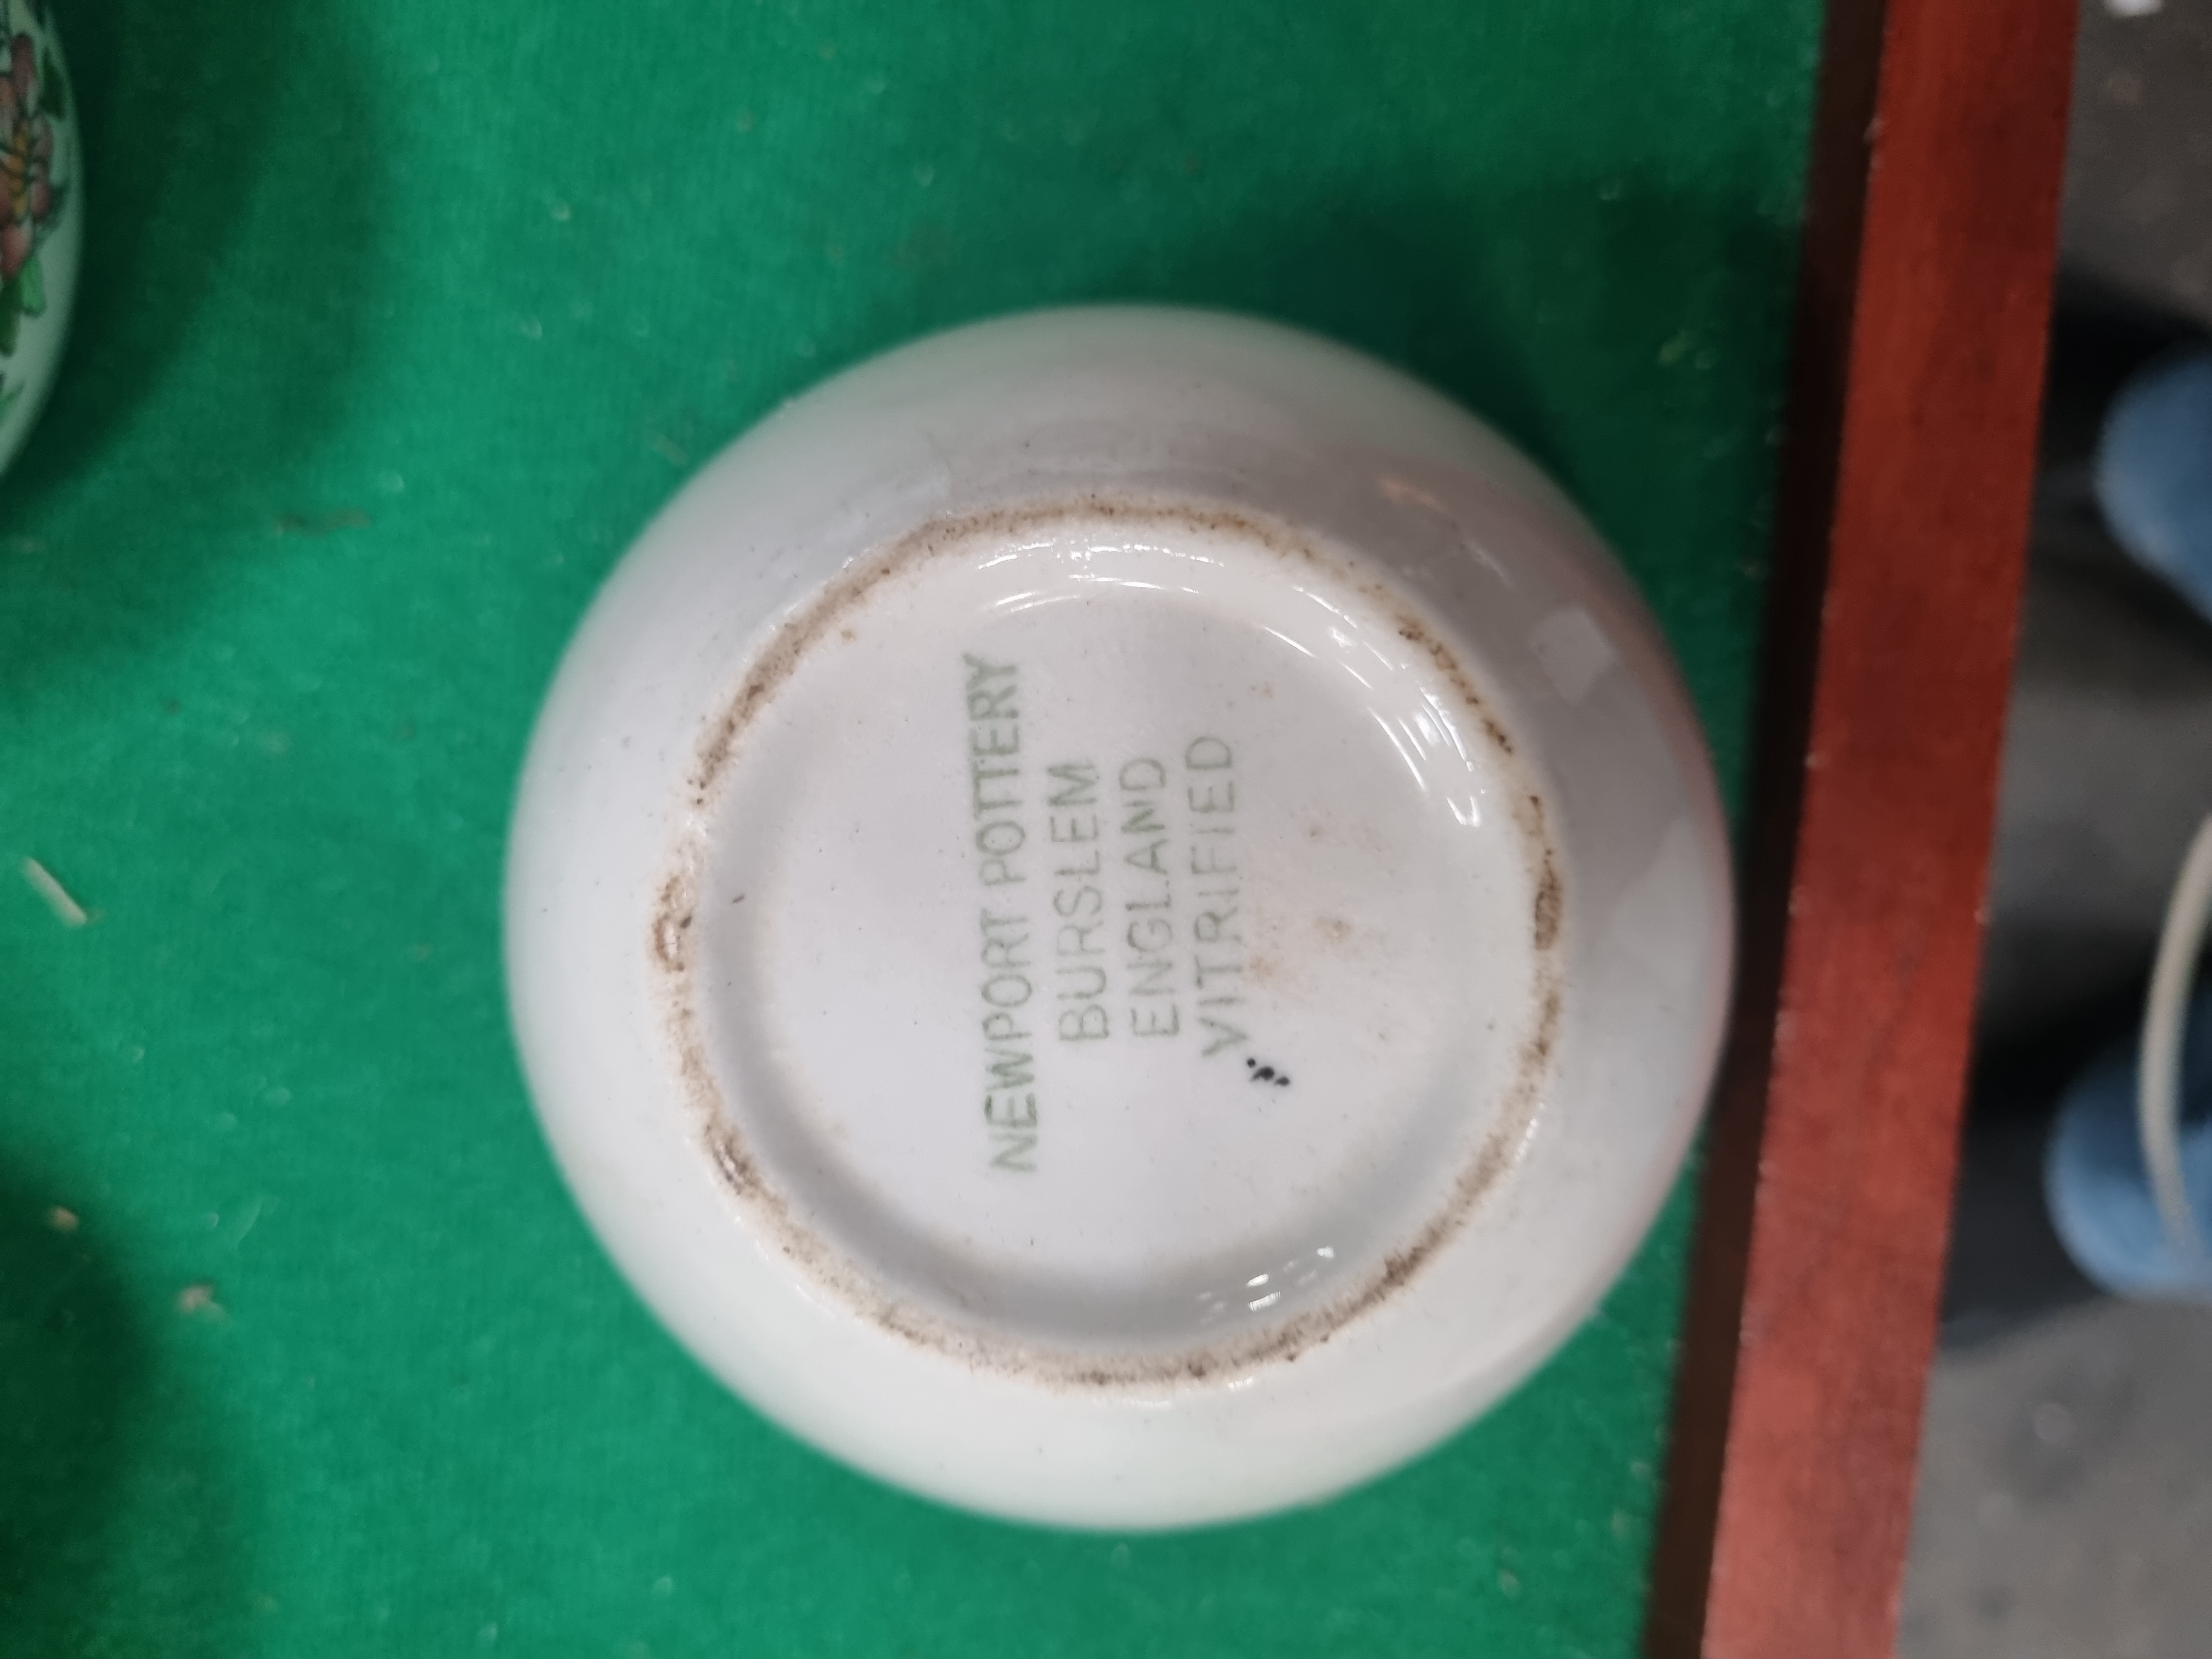 NEWPORT POTTERY
BURSLEM
ENGLAND
VITRIFIED